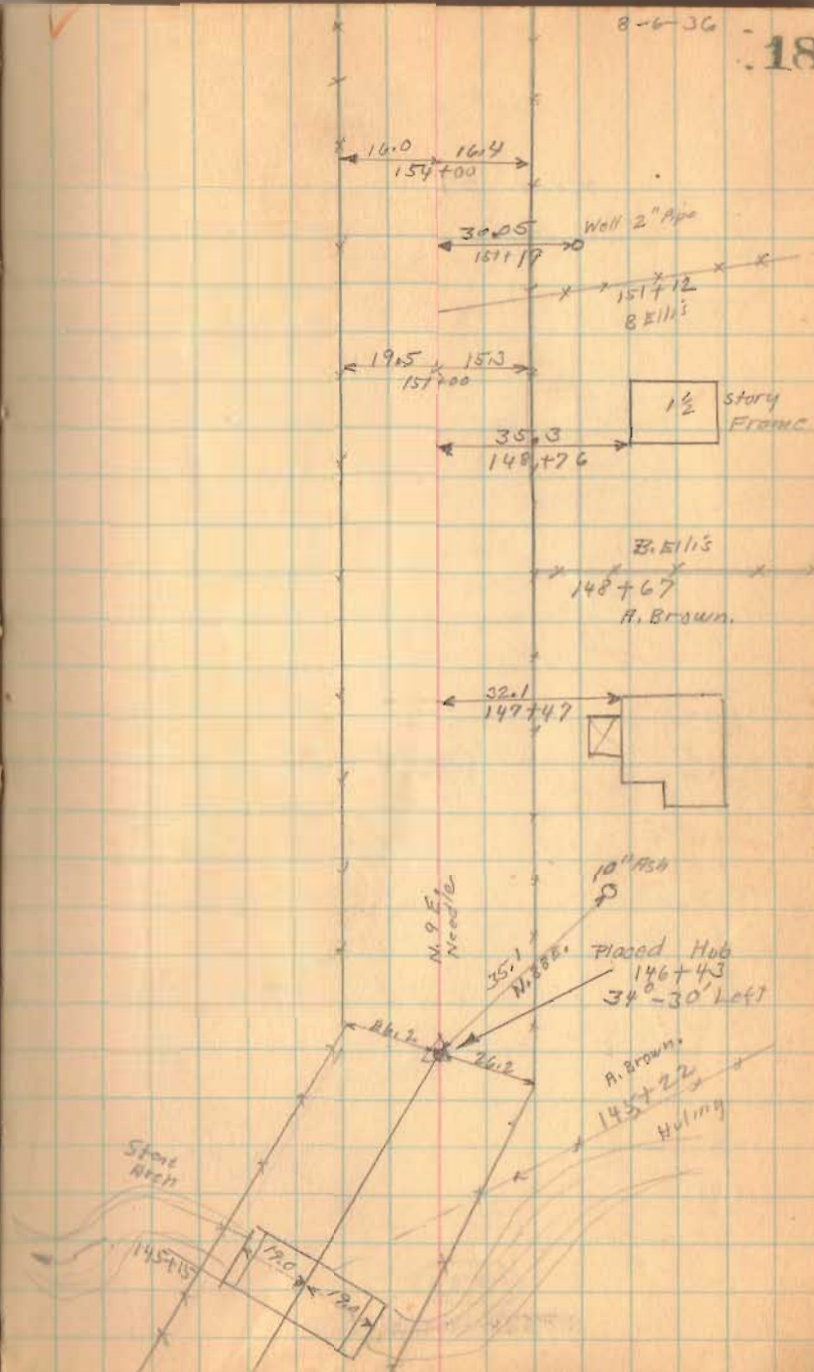 8-6-36
18
16.0 16.4
154+00
30.05 Well 2" Pipe
151+17
151+12
B Ellis
19.5 15.3
151+00
1½ Story
Frame
35.3
148+76
B. Ellis
148+67
A. Brown.
32.1
147+47
10" Ash
N. 9 E.
Needle
35.1
N. 38 E.
Placed Hub
146+43
34°-30' Left
26.2 26.2
A. Brown.
145+22
Huling
Stone
Arch
145+15
19.0 19.0